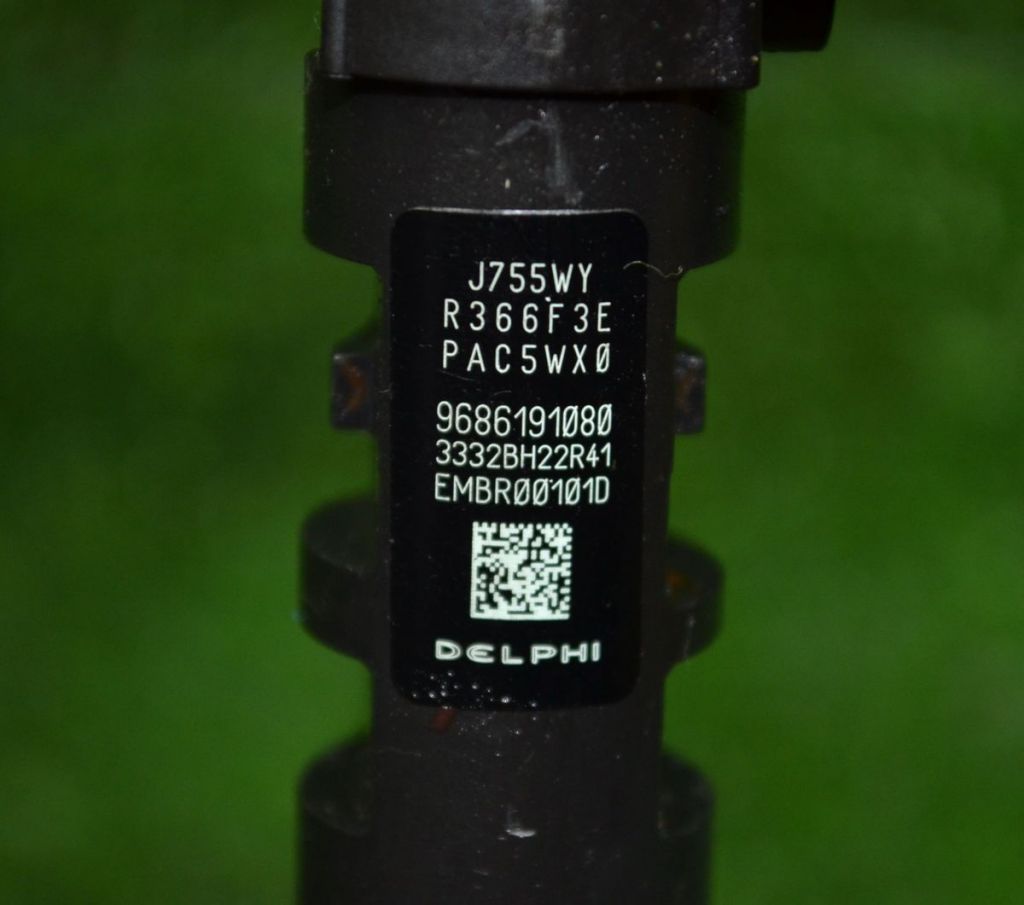 J755WY
R366F3E
PAC5WX0
9686191080
3332BH22R41
EMBR00101D
DELPHI